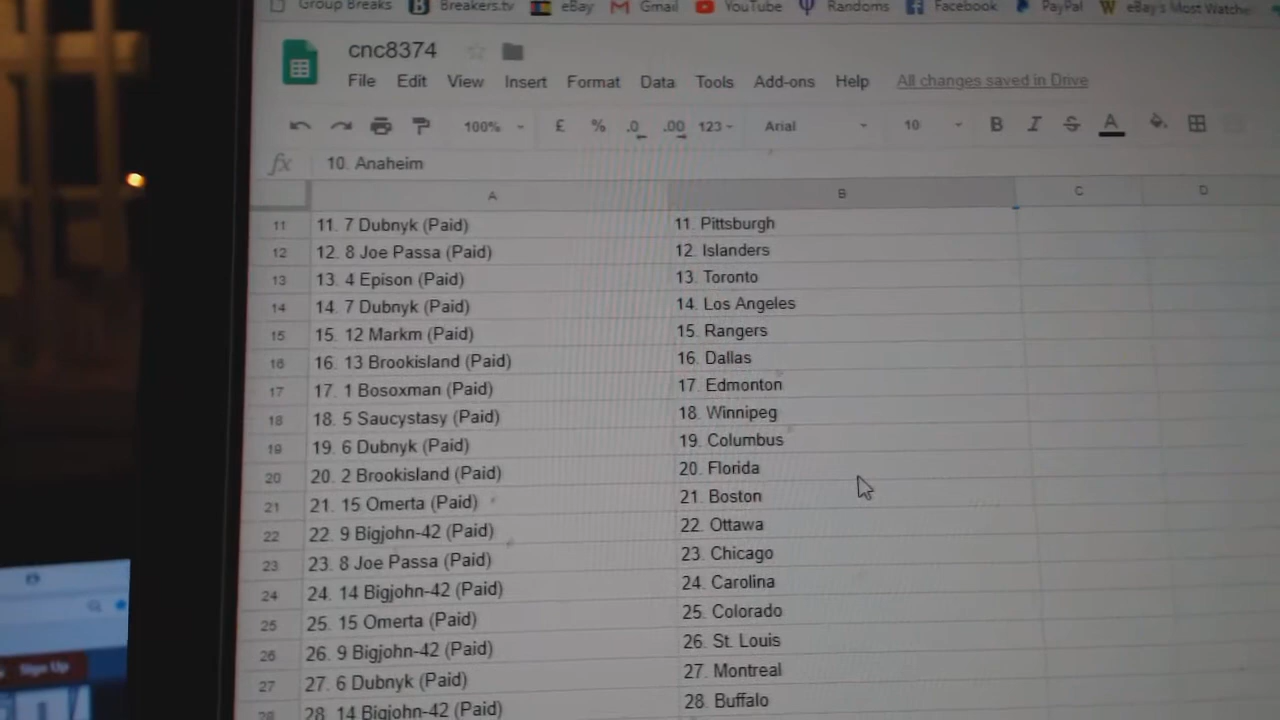 Group Breaks Breakers.tv eBay Gmail YouTube Randoms Facebook PayPal eBay's Most Watche
cnc8374
File Edit View Insert Format Data Tools Add-ons Help All changes saved in Drive
100% £ % .0 .00 123 Arial 10 B I S A
fx 10. Anaheim
A B C D
11 11. 7 Dubnyk (Paid) 11. Pittsburgh
12 12. 8 Joe Passa (Paid) 12. Islanders
13 13. 4 Epison (Paid) 13. Toronto
14 14. 7 Dubnyk (Paid) 14. Los Angeles
15 15. 12 Markm (Paid) 15. Rangers
16 16. 13 Brookisland (Paid) 16. Dallas
17 17. 1 Bosoxman (Paid) 17. Edmonton
18 18. 5 Saucystasy (Paid) 18. Winnipeg
19 19. 6 Dubnyk (Paid) 19. Columbus
20 20. 2 Brookisland (Paid) 20. Florida
21 21. 15 Omerta (Paid) 21. Boston
22 22. 9 Bigjohn-42 (Paid) 22. Ottawa
23 23. 8 Joe Passa (Paid) 23. Chicago
24 24. 14 Bigjohn-42 (Paid) 24. Carolina
25 25. 15 Omerta (Paid) 25. Colorado
26 26. 9 Bigjohn-42 (Paid) 26. St. Louis
27 27. 6 Dubnyk (Paid) 27. Montreal
28 28. 14 Bigjohn-42 (Paid) 28. Buffalo
Sign Up